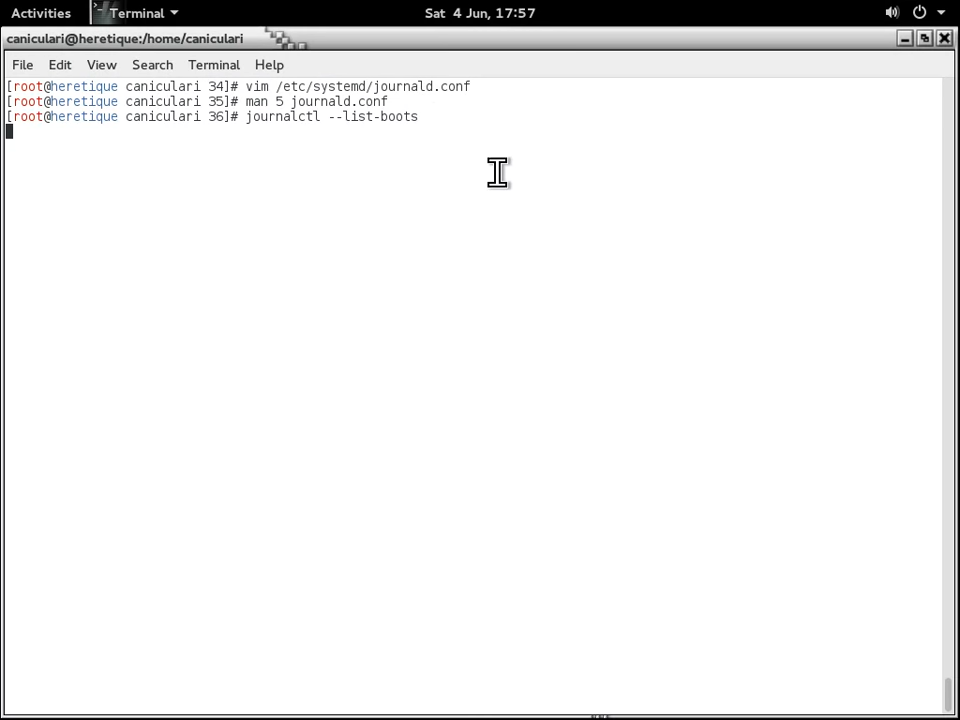 Activities Terminal Sat 4 Jun, 17:57
caniculari@heretique:/home/caniculari
File Edit View Search Terminal Help
[root@heretique caniculari 34]# vim /etc/systemd/journald.conf
[root@heretique caniculari 35]# man 5 journald.conf
[root@heretique caniculari 36]# journalctl --list-boots